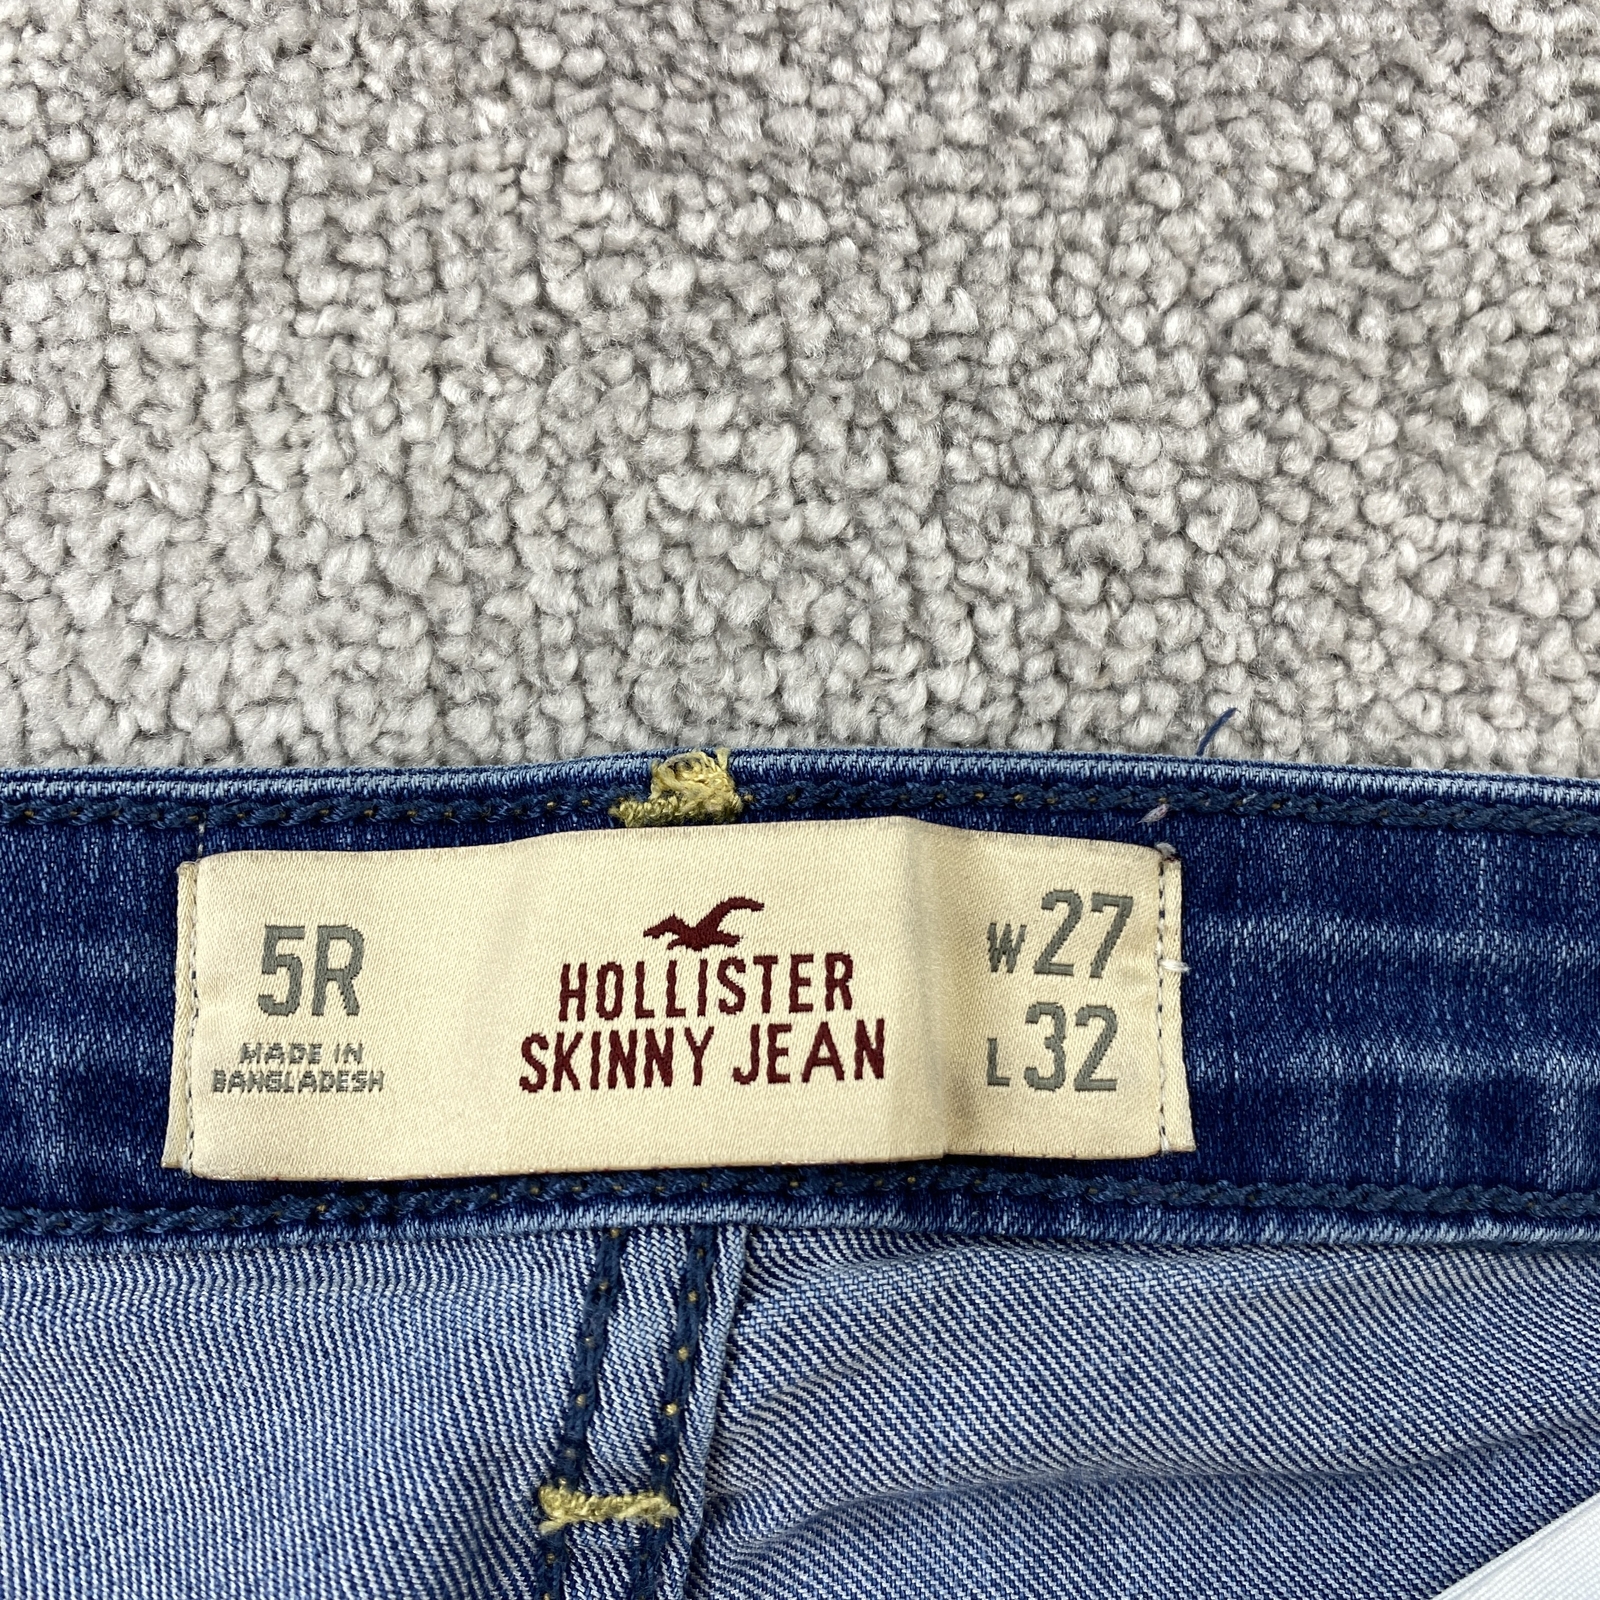 5R
MADE IN
BANGLADESH
HOLLISTER
SKINNY JEAN
W27
L32